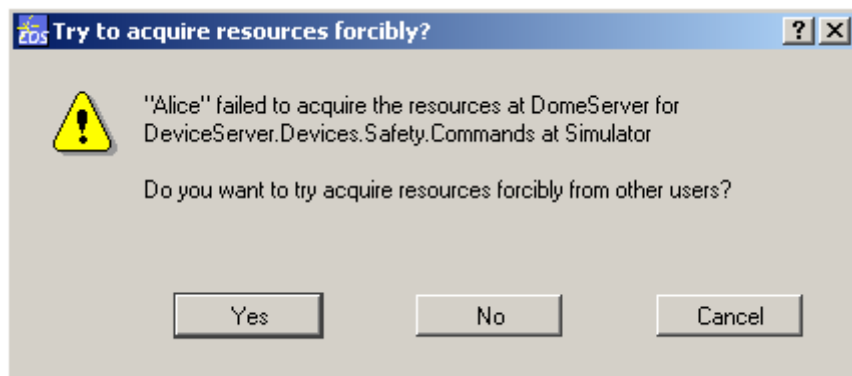 EDS Try to acquire resources forcibly?
"Alice" failed to acquire the resources at DomeServer for
DeviceServer.Devices.Safety.Commands at Simulator
Do you want to try acquire resources forcibly from other users?
Yes No Cancel